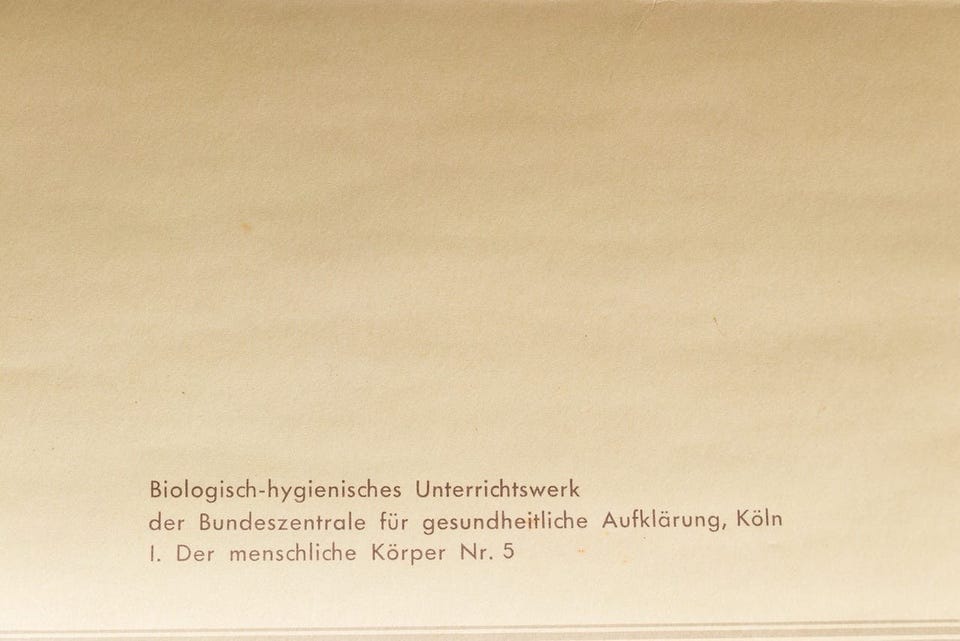 Biologisch-hygienisches Unterrichtswerk
der Bundeszentrale für gesundheitliche Aufklärung, Köln
I. Der menschliche Körper Nr. 5